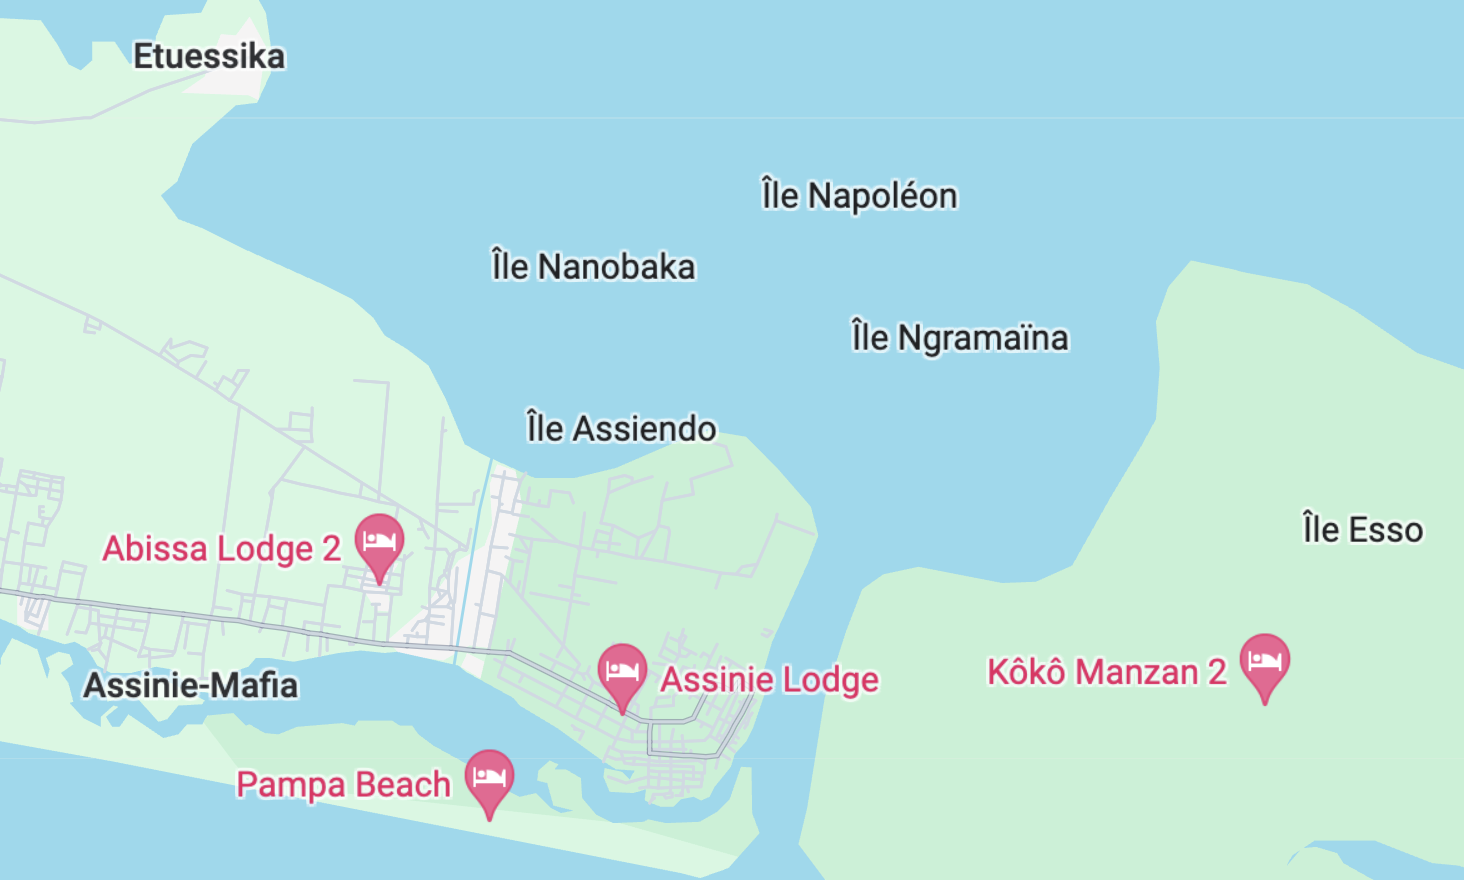 Etuessika
Île Napoléon
Île Nanobaka
Île Ngramaïna
Île Assiendo
Île Esso
Abissa Lodge 2
Assinie Lodge
Kôkô Manzan 2
Assinie-Mafia
Pampa Beach